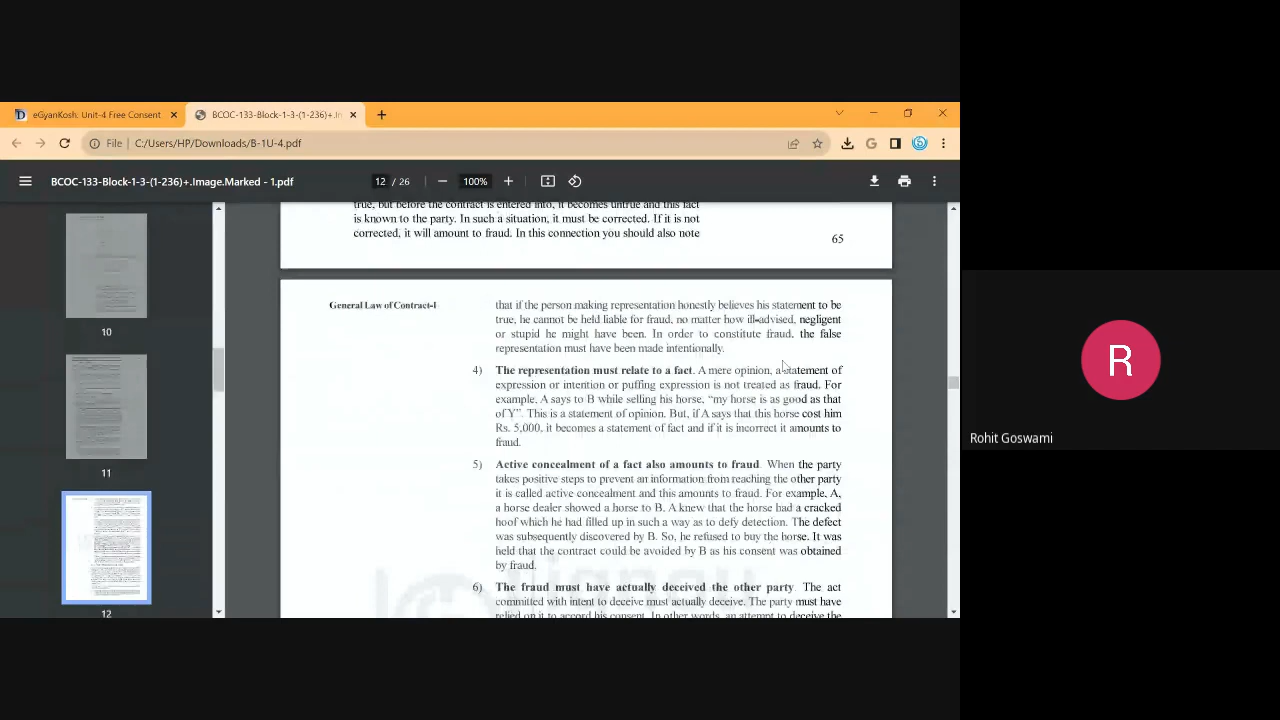 eGyanKosh: Unit-4 Free Consent
BCOC-133-Block-1-3-(1-236)+.In
File
C:/Users/HP/Downloads/B-1U-4.pdf
BCOC-133-Block-1-3-(1-236)+.Image.Marked - 1.pdf
12 / 26
100%
true, but before the contract is entered into, it becomes untrue and this fact
is known to the party. In such a situation, it must be corrected. If it is not
corrected, it will amount to fraud. In this connection you should also note
65
General Law of Contract-I
that if the person making representation honestly believes his statement to be
true, he cannot be held liable for fraud, no matter how ill-advised, negligent
or stupid he might have been. In order to constitute fraud, the false
representation must have been made intentionally.
4) The representation must relate to a fact. A mere opinion, a statement of
expression or intention or puffing expression is not treated as fraud. For
example, A says to B while selling his horse, “my horse is as good as that
of Y”. This is a statement of opinion. But, if A says that this horse cost him
Rs. 5,000, it becomes a statement of fact and if it is incorrect it amounts to
fraud.
5) Active concealment of a fact also amounts to fraud. When the party
takes positive steps to prevent an information from reaching the other party
it is called active concealment and this amounts to fraud. For example, A,
a horse dealer showed a horse to B. A knew that the horse had a cracked
hoof which he had filled up in such a way as to defy detection. The defect
was subsequently discovered by B. So, he refused to buy the horse. It was
held that the contract could be avoided by B as his consent was obtained
by fraud.
6) The fraud must have actually deceived the other party. The act
committed with intent to deceive must actually deceive. The party must have
relied on it to accord his consent. In other words, an attempt to deceive the
10
11
12
R
Rohit Goswami